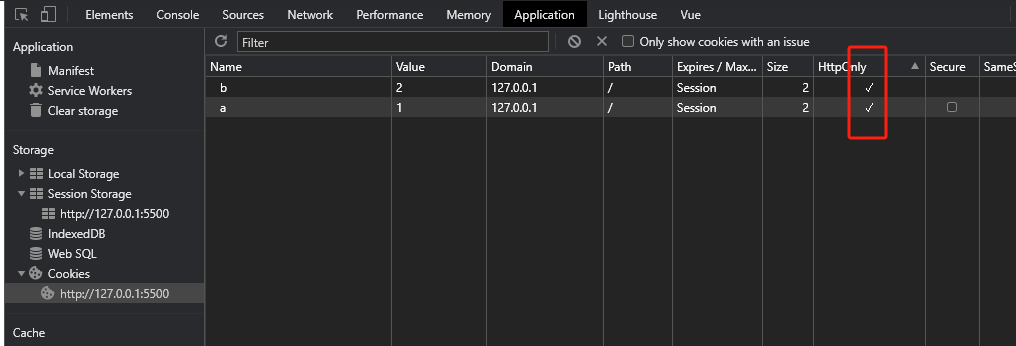 Elements Console Sources Network Performance Memory Application Lighthouse Vue
Application
Manifest
Service Workers
Clear storage
Storage
Local Storage
Session Storage
http://127.0.0.1:5500
IndexedDB
Web SQL
Cookies
http://127.0.0.1:5500
Cache
Filter Only show cookies with an issue
Name Value Domain Path Expires / Max... Size HttpOnly Secure SameS
b 2 127.0.0.1 / Session 2 ✓
a 1 127.0.0.1 / Session 2 ✓